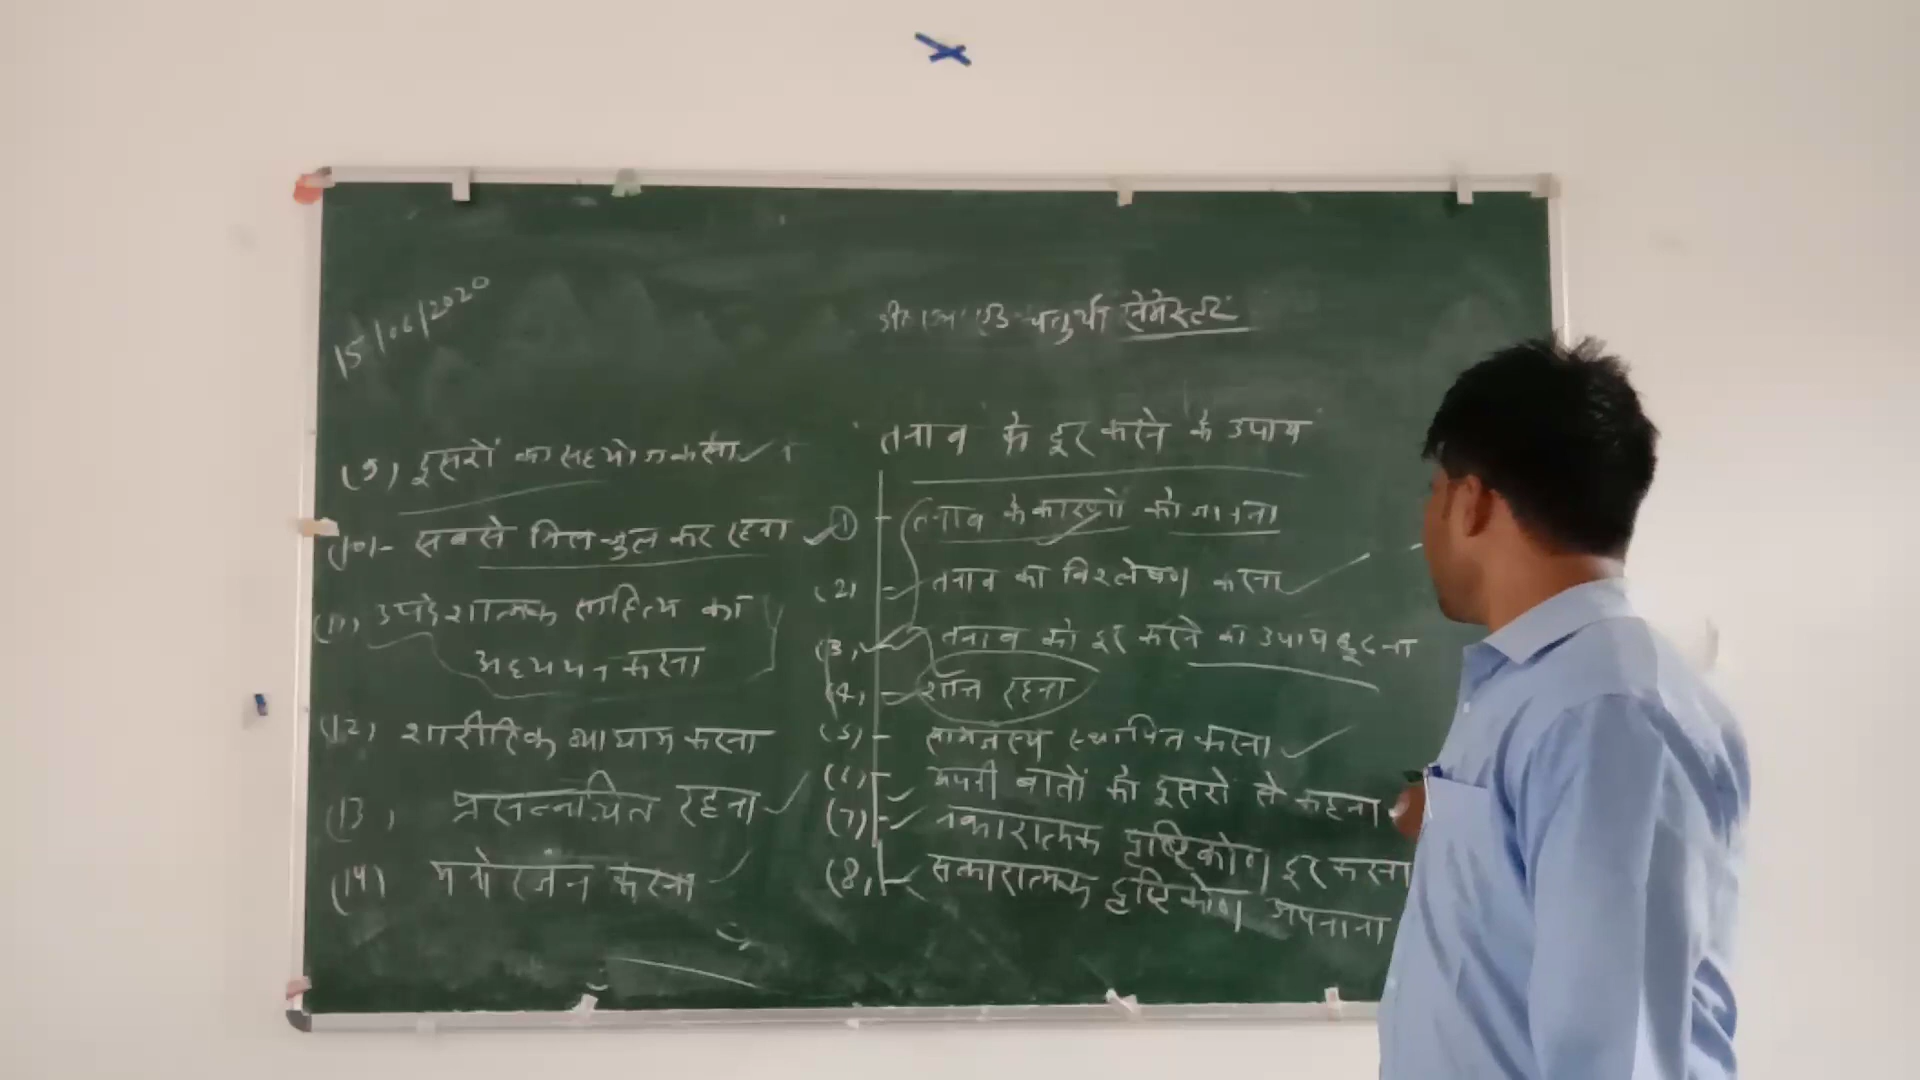 15/06/2020
चतुर्थ सेमेस्टर
तनाव को दूर करने के उपाय
(1) - तनाव के कारणों को जानना
(2) - तनाव का विश्लेषण करना
(3) - तनाव को दूर करने का उपाय ढूढना
(4) - शांत रहना
(5) - सामंजस्य स्थापित करना
(6) - अपनी बातों को दूसरों से कहना
(7) - नकारात्मक दृष्टिकोण दूर करना
(8) - सकारात्मक दृष्टिकोण अपनाना
(9) दूसरों का सहयोग करना
(10) - सबसे मिल-जुल कर रहना
(11) उपदेशात्मक साहित्य का
अध्ययन करना
(12) शारीरिक व्यायाम करना
(13) प्रसन्नचित रहना
(14) मनोरंजन करना